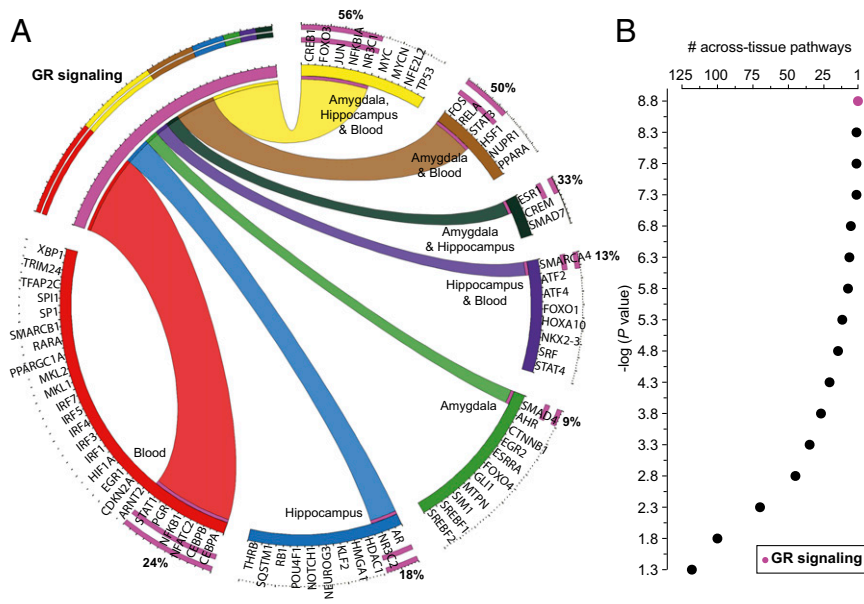 A
GR signaling
56%
CREB1
FOXO3
JUN
NFKBIA
NR3C1
MYC
MYCN
NFE2L2
TP53
Amygdala,
Hippocampus
& Blood
50%
FOS
RELA
STAT3
HSF1
NUPR1
PPARA
Amygdala
& Blood
33%
ESR1
CREM
SMAD7
Amygdala
& Hippocampus
13%
SMARCA4
ATF2
ATF4
FOXO1
HOXA10
NKX2-3
SRF
STAT4
Hippocampus
& Blood
9%
SMAD4
AHR
CTNNB1
EGR2
ESRRA
FOXO4
GLI1
MTPN
SIM1
SREBF1
SREBF2
Amygdala
18%
AR
NR3C2
HDAC1
HMGA1
KLF2
NEUROG3
NOTCH1
POU4F1
RB1
SQSTM1
THRB
Hippocampus
24%
CEBPA
CEBPB
NFATC2
NFKB1
PGR
STAT1
ARNT2
CDKN2A
EGR1
HIF1A
IRF1
IRF3
IRF4
IRF5
IRF7
MKL1
MKL2
PPARGC1A
RARA
SMARCB1
SP1
SPI1
TFAP2C
TRIM24
XBP1
Blood
B
# across-tissue pathways
125 100 75 50 25 1
8.8
8.3
7.8
7.3
6.8
6.3
5.8
5.3
4.8
4.3
3.8
3.3
2.8
2.3
1.8
1.3
-log (P value)
GR signaling